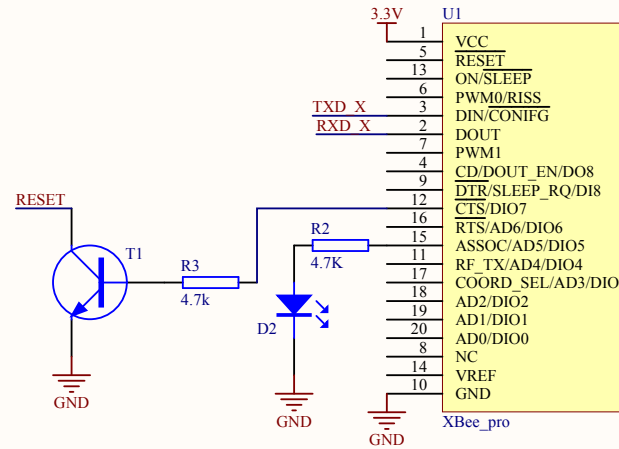 3.3V
U1
1 VCC
5 RESET
13 ON/SLEEP
6 PWM0/RISS
TXD_X 3 DIN/CONIFG
RXD_X 2 DOUT
7 PWM1
4 CD/DOUT_EN/DO8
9 DTR/SLEEP_RQ/DI8
RESET 12 CTS/DIO7
16 RTS/AD6/DIO6
R2 15 ASSOC/AD5/DIO5
4.7K
T1
R3
4.7k
11 RF_TX/AD4/DIO4
17 COORD_SEL/AD3/DIO
18 AD2/DIO2
D2
19 AD1/DIO1
20 AD0/DIO0
8 NC
14 VREF
10 GND
GND
GND
GND
XBee_pro